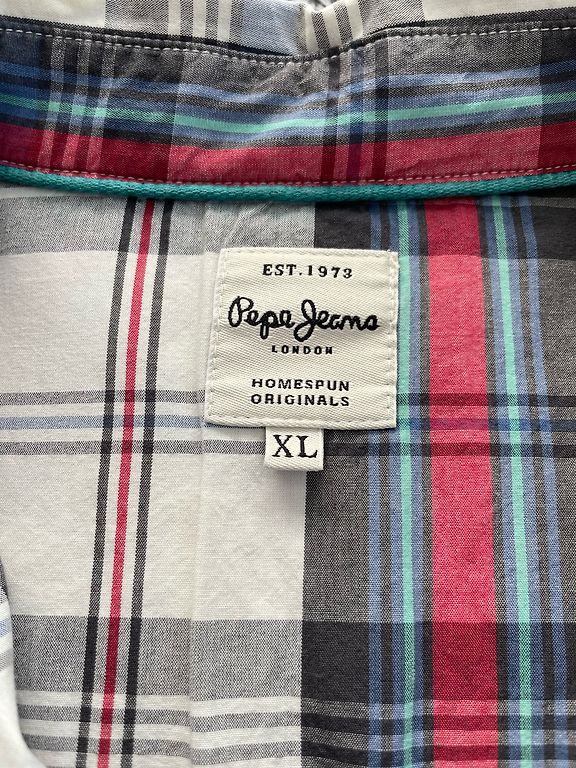 EST.1973
Pepe Jeans
LONDON
HOMESPUN
ORIGINALS
XL